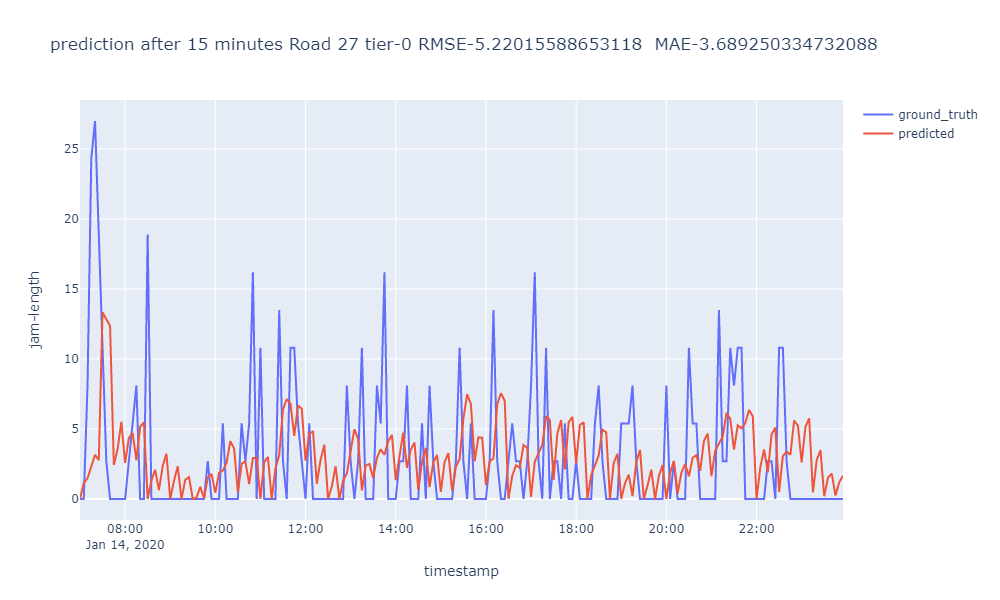 prediction after 15 minutes Road 27 tier-0 RMSE-5.22015588653118  MAE-3.689250334732088
ground_truth
predicted
jam-length
25
20
15
10
5
0
08:00 10:00 12:00 14:00 16:00 18:00 20:00 22:00
Jan 14, 2020
timestamp